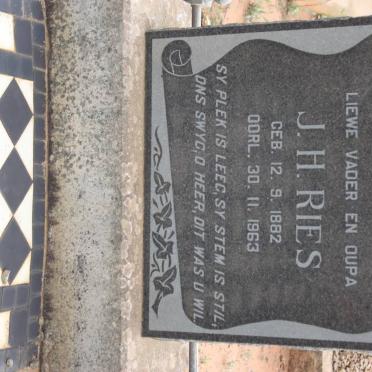 LIEWE VADER EN OUPA
J. H. RIES
GEB. 12. 9. 1882
OORL. 30. 11. 1963
SY PLEK IS LEEG, SY STEM IS STIL,
ONS SWYG, O HEER, DIT WAS U WIL.